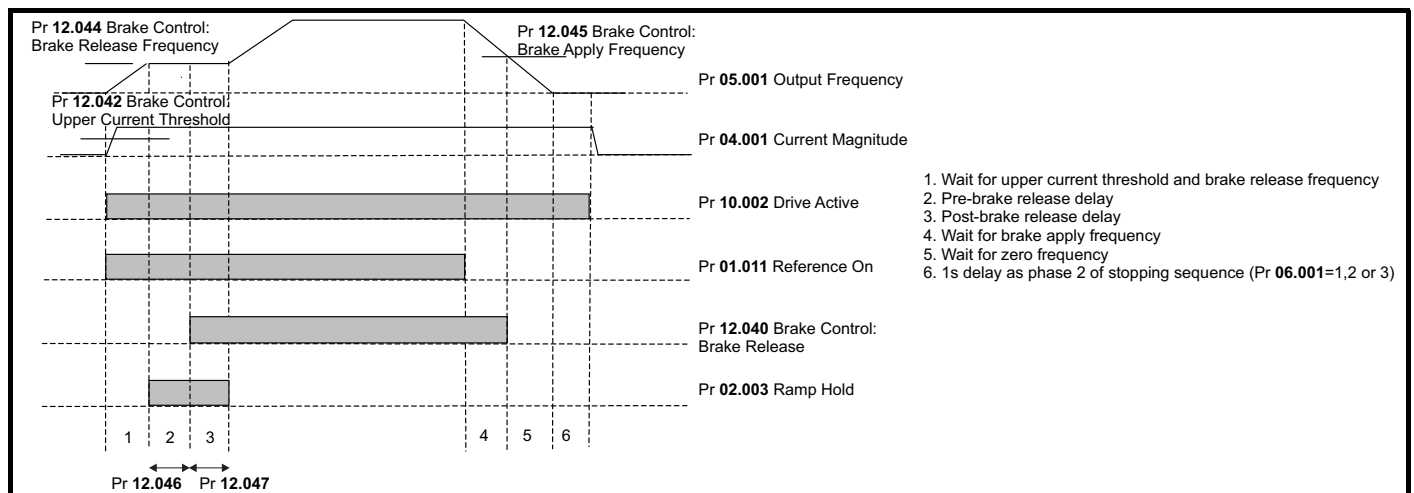 Pr 12.044 Brake Control:
Brake Release Frequency
Pr 12.045 Brake Control:
Brake Apply Frequency
Pr 05.001 Output Frequency
Pr 12.042 Brake Control:
Upper Current Threshold
Pr 04.001 Current Magnitude
Pr 10.002 Drive Active
Pr 01.011 Reference On
Pr 12.040 Brake Control:
Brake Release
Pr 02.003 Ramp Hold
1 2 3 4 5 6
Pr 12.046 Pr 12.047
1. Wait for upper current threshold and brake release frequency
2. Pre-brake release delay
3. Post-brake release delay
4. Wait for brake apply frequency
5. Wait for zero frequency
6. 1s delay as phase 2 of stopping sequence (Pr 06.001=1,2 or 3)